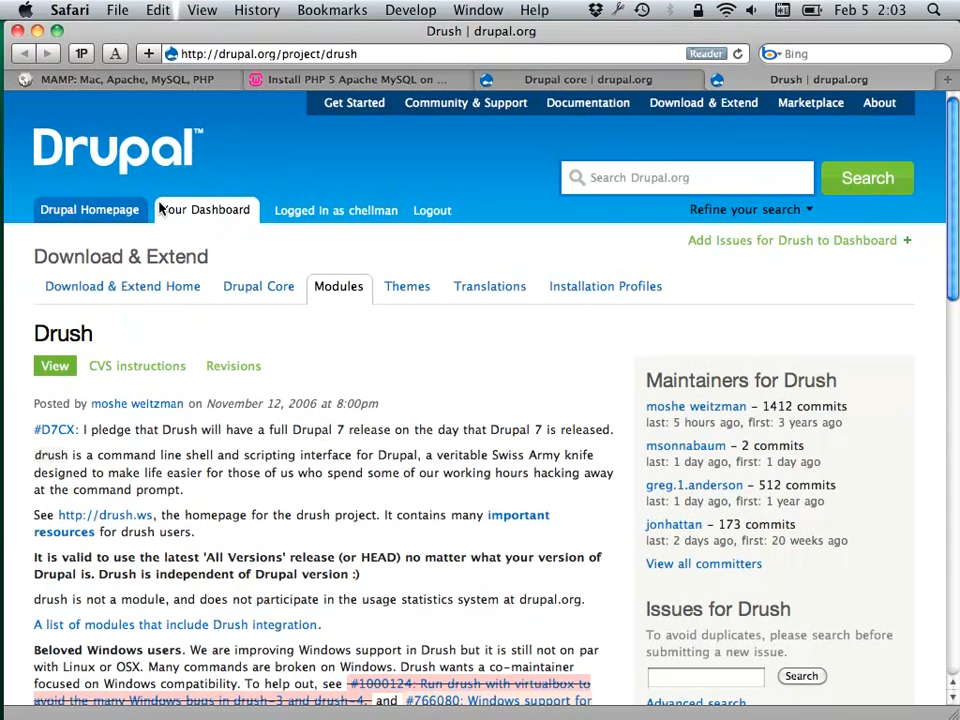 Safari File Edit View History Bookmarks Develop Window Help Feb 5 2:03
Drush | drupal.org
1P A + http://drupal.org/project/drush Reader Bing
MAMP: Mac, Apache, MySQL, PHP Install PHP 5 Apache MySQL on ... Drupal core | drupal.org Drush | drupal.org +
Get Started Community & Support Documentation Download & Extend Marketplace About
Drupal™
Search Drupal.org Search
Drupal Homepage Your Dashboard Logged in as chellman Logout Refine your search
Add Issues for Drush to Dashboard +
Download & Extend
Download & Extend Home Drupal Core Modules Themes Translations Installation Profiles
Drush
View CVS instructions Revisions
Posted by moshe weitzman on November 12, 2006 at 8:00pm
#D7CX: I pledge that Drush will have a full Drupal 7 release on the day that Drupal 7 is released.
drush is a command line shell and scripting interface for Drupal, a veritable Swiss Army knife
designed to make life easier for those of us who spend some of our working hours hacking away
at the command prompt.
See http://drush.ws, the homepage for the drush project. It contains many important
resources for drush users.
It is valid to use the latest 'All Versions' release (or HEAD) no matter what your version of
Drupal is. Drush is independent of Drupal version :)
drush is not a module, and does not participate in the usage statistics system at drupal.org.
A list of modules that include Drush integration.
Beloved Windows users. We are improving Windows support in Drush but it is still not on par
with Linux or OSX. Many commands are broken on Windows. Drush wants a co-maintainer
focused on Windows compatibility. To help out, see #1000124: Run drush with virtualbox to
avoid the many Windows bugs in drush-3 and drush-4. and #766080: Windows support for
Maintainers for Drush
moshe weitzman - 1412 commits
last: 5 hours ago, first: 3 years ago
msonnabaum - 2 commits
last: 1 day ago, first: 1 day ago
greg.1.anderson - 512 commits
last: 1 day ago, first: 1 year ago
jonhattan - 173 commits
last: 2 days ago, first: 20 weeks ago
View all committers
Issues for Drush
To avoid duplicates, please search before
submitting a new issue.
Search
Advanced search